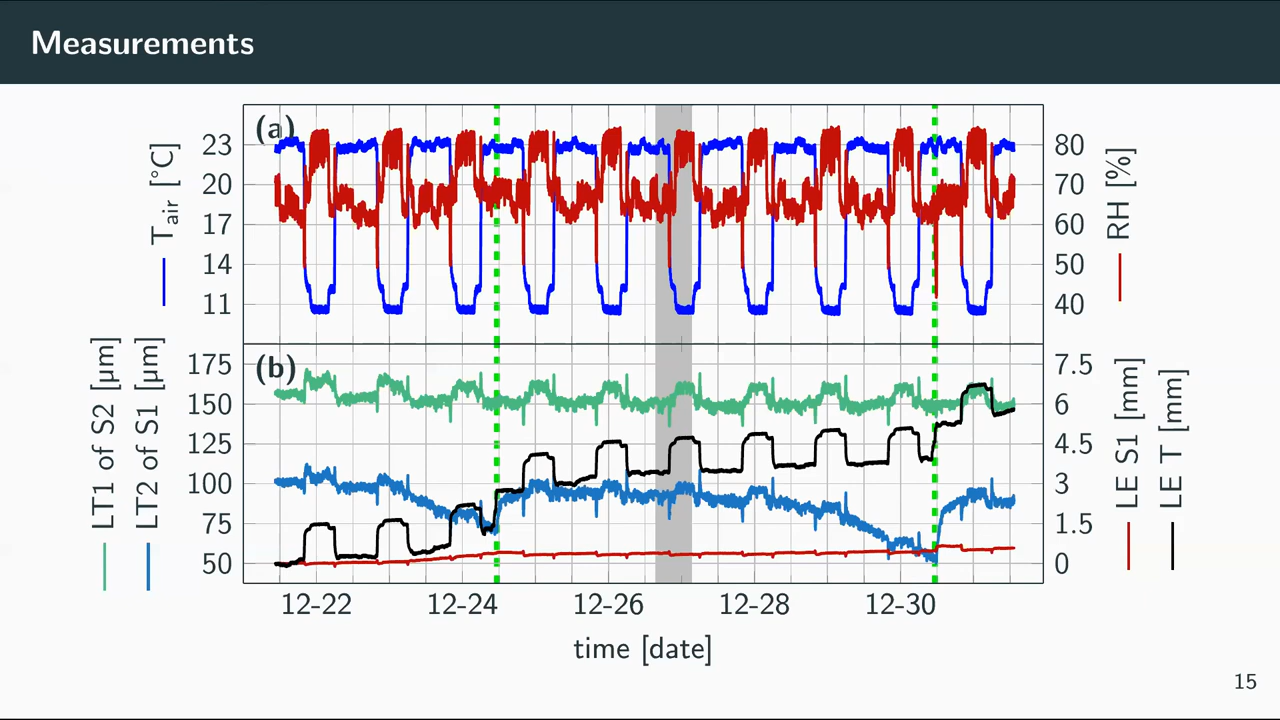 Measurements
(a)
23
20
17
14
11
T_air [°C]
80
70
60
50
40
RH [%]
(b)
175
150
125
100
75
50
LT1 of S2 [µm]
LT2 of S1 [µm]
7.5
6
4.5
3
1.5
0
LE S1 [mm]
LE T [mm]
12-22 12-24 12-26 12-28 12-30
time [date]
15